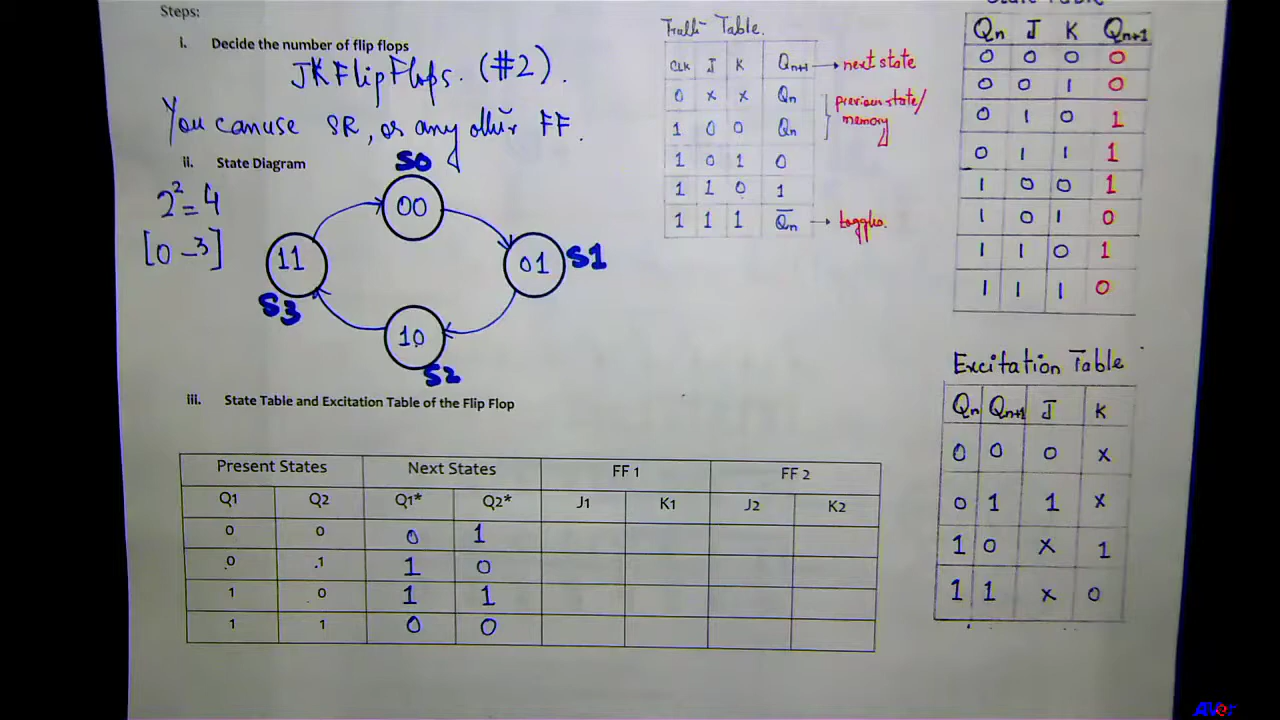 Steps:
i. Decide the number of flip flops
JK Flip Flops. (#2).
You can use SR, or any other FF.
ii. State Diagram
2²=4
[0-3]
S0
00
01
S1
10
S2
11
S3
Truth Table.
CLK J K Qn+1 → next state
0 x x Qn
1 0 0 Qn
previous state/
memory
1 0 1 0
1 1 0 1
1 1 1 Q̅n → toggles.
Qn J K Qn+1
0 0 0 0
0 0 1 0
0 1 0 1
0 1 1 1
1 0 0 1
1 0 1 0
1 1 0 1
1 1 1 0
Excitation Table
Qn Qn+1 J K
0 0 0 x
0 1 1 x
1 0 x 1
1 1 x 0
iii. State Table and Excitation Table of the Flip Flop
Present States Next States FF 1 FF 2
Q1 Q2 Q1* Q2* J1 K1 J2 K2
0 0 0 1
0 1 1 0
1 0 1 1
1 1 0 0
AVer